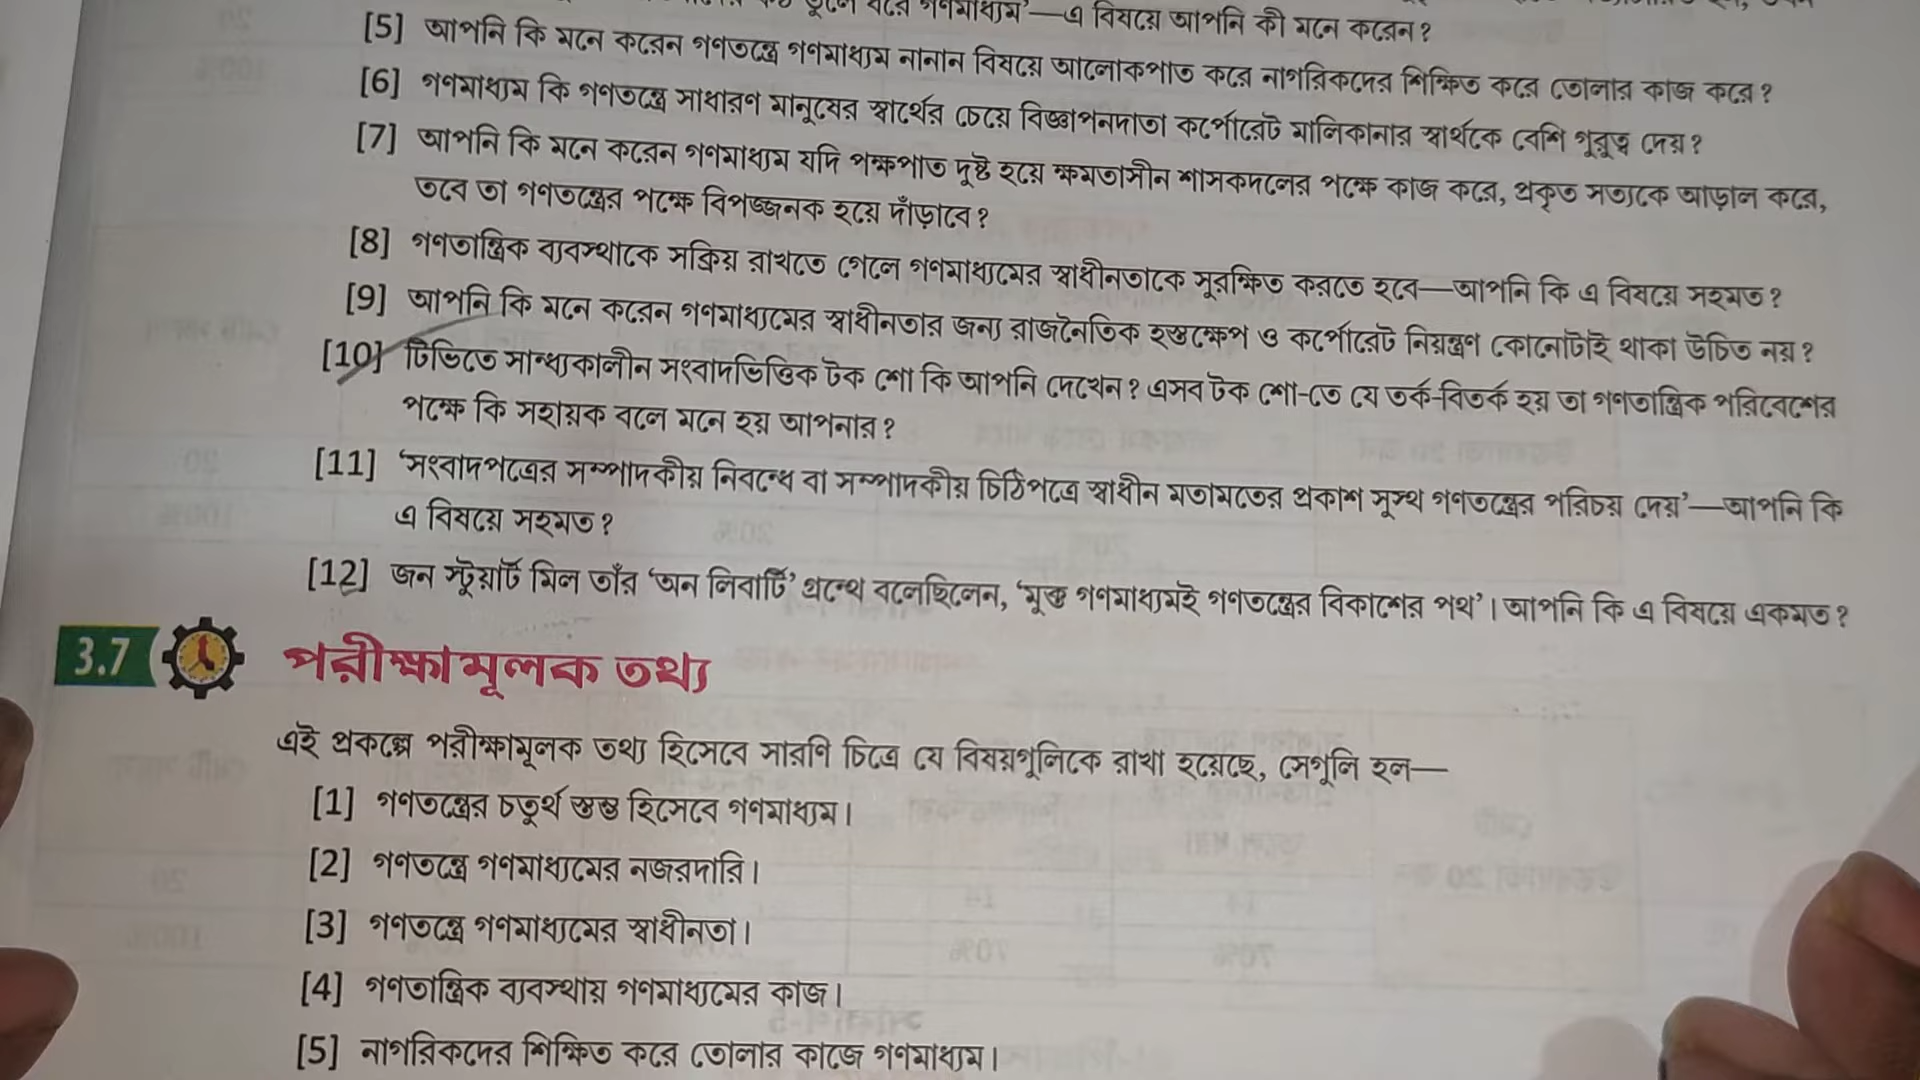 তুলে ধরে গণমাধ্যম’—এ বিষয়ে আপনি কী মনে করেন?
[5] আপনি কি মনে করেন গণতন্ত্রে গণমাধ্যম নানান বিষয়ে আলোকপাত করে নাগরিকদের শিক্ষিত করে তোলার কাজ করে?
[6] গণমাধ্যম কি গণতন্ত্রে সাধারণ মানুষের স্বার্থের চেয়ে বিজ্ঞাপনদাতা কর্পোরেট মালিকানার স্বার্থকে বেশি গুরুত্ব দেয়?
[7] আপনি কি মনে করেন গণমাধ্যম যদি পক্ষপাত দুষ্ট হয়ে ক্ষমতাসীন শাসকদলের পক্ষে কাজ করে, প্রকৃত সত্যকে আড়াল করে,
তবে তা গণতন্ত্রের পক্ষে বিপজ্জনক হয়ে দাঁড়াবে?
[8] গণতান্ত্রিক ব্যবস্থাকে সক্রিয় রাখতে গেলে গণমাধ্যমের স্বাধীনতাকে সুরক্ষিত করতে হবে—আপনি কি এ বিষয়ে সহমত?
[9] আপনি কি মনে করেন গণমাধ্যমের স্বাধীনতার জন্য রাজনৈতিক হস্তক্ষেপ ও কর্পোরেট নিয়ন্ত্রণ কোনোটাই থাকা উচিত নয়?
[10] টিভিতে সান্ধ্যকালীন সংবাদভিত্তিক টক শো কি আপনি দেখেন? এসব টক শো-তে যে তর্ক-বিতর্ক হয় তা গণতান্ত্রিক পরিবেশের
পক্ষে কি সহায়ক বলে মনে হয় আপনার?
[11] ‘সংবাদপত্রের সম্পাদকীয় নিবন্ধে বা সম্পাদকীয় চিঠিপত্রে স্বাধীন মতামতের প্রকাশ সুস্থ গণতন্ত্রের পরিচয় দেয়’—আপনি কি
এ বিষয়ে সহমত?
[12] জন স্টুয়ার্ট মিল তাঁর ‘অন লিবার্টি’ গ্রন্থে বলেছিলেন, ‘মুক্ত গণমাধ্যমই গণতন্ত্রের বিকাশের পথ’। আপনি কি এ বিষয়ে একমত?
3.7 পরীক্ষামূলক তথ্য
এই প্রকল্পে পরীক্ষামূলক তথ্য হিসেবে সারণি চিত্রে যে বিষয়গুলিকে রাখা হয়েছে, সেগুলি হল—
[1] গণতন্ত্রের চতুর্থ স্তম্ভ হিসেবে গণমাধ্যম।
[2] গণতন্ত্রে গণমাধ্যমের নজরদারি।
[3] গণতন্ত্রে গণমাধ্যমের স্বাধীনতা।
[4] গণতান্ত্রিক ব্যবস্থায় গণমাধ্যমের কাজ।
[5] নাগরিকদের শিক্ষিত করে তোলার কাজে গণমাধ্যম।